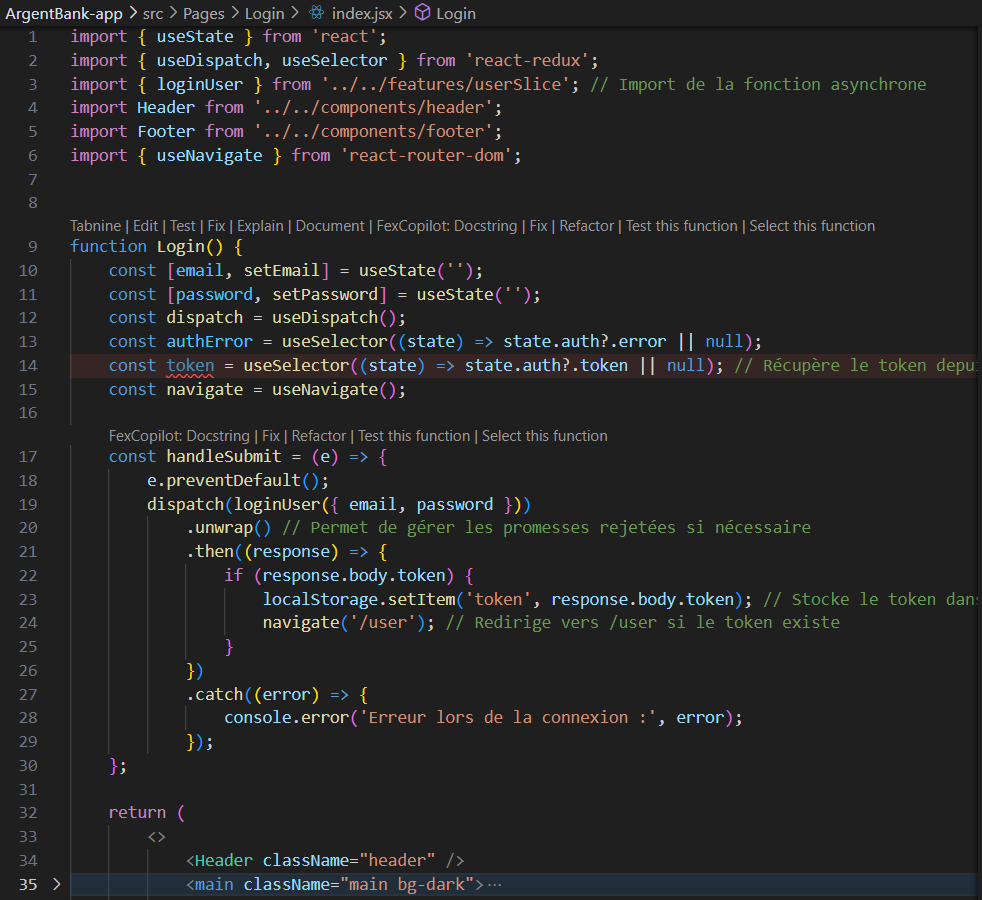 ArgentBank-app > src > Pages > Login > index.jsx > Login
1 import { useState } from 'react';
2 import { useDispatch, useSelector } from 'react-redux';
3 import { loginUser } from '../../features/userSlice'; // Import de la fonction asynchrone
4 import Header from '../../components/header';
5 import Footer from '../../components/footer';
6 import { useNavigate } from 'react-router-dom';
7
8
Tabnine | Edit | Test | Fix | Explain | Document | FexCopilot: Docstring | Fix | Refactor | Test this function | Select this function
9 function Login() {
10 const [email, setEmail] = useState('');
11 const [password, setPassword] = useState('');
12 const dispatch = useDispatch();
13 const authError = useSelector((state) => state.auth?.error || null);
14 const token = useSelector((state) => state.auth?.token || null); // Récupère le token depu
15 const navigate = useNavigate();
16
FexCopilot: Docstring | Fix | Refactor | Test this function | Select this function
17 const handleSubmit = (e) => {
18 e.preventDefault();
19 dispatch(loginUser({ email, password }))
20 .unwrap() // Permet de gérer les promesses rejetées si nécessaire
21 .then((response) => {
22 if (response.body.token) {
23 localStorage.setItem('token', response.body.token); // Stocke le token dans
24 navigate('/user'); // Redirige vers /user si le token existe
25 }
26 })
27 .catch((error) => {
28 console.error('Erreur lors de la connexion :', error);
29 });
30 };
31
32 return (
33 <>
34 <Header className="header" />
35 > <main className="main bg-dark">···